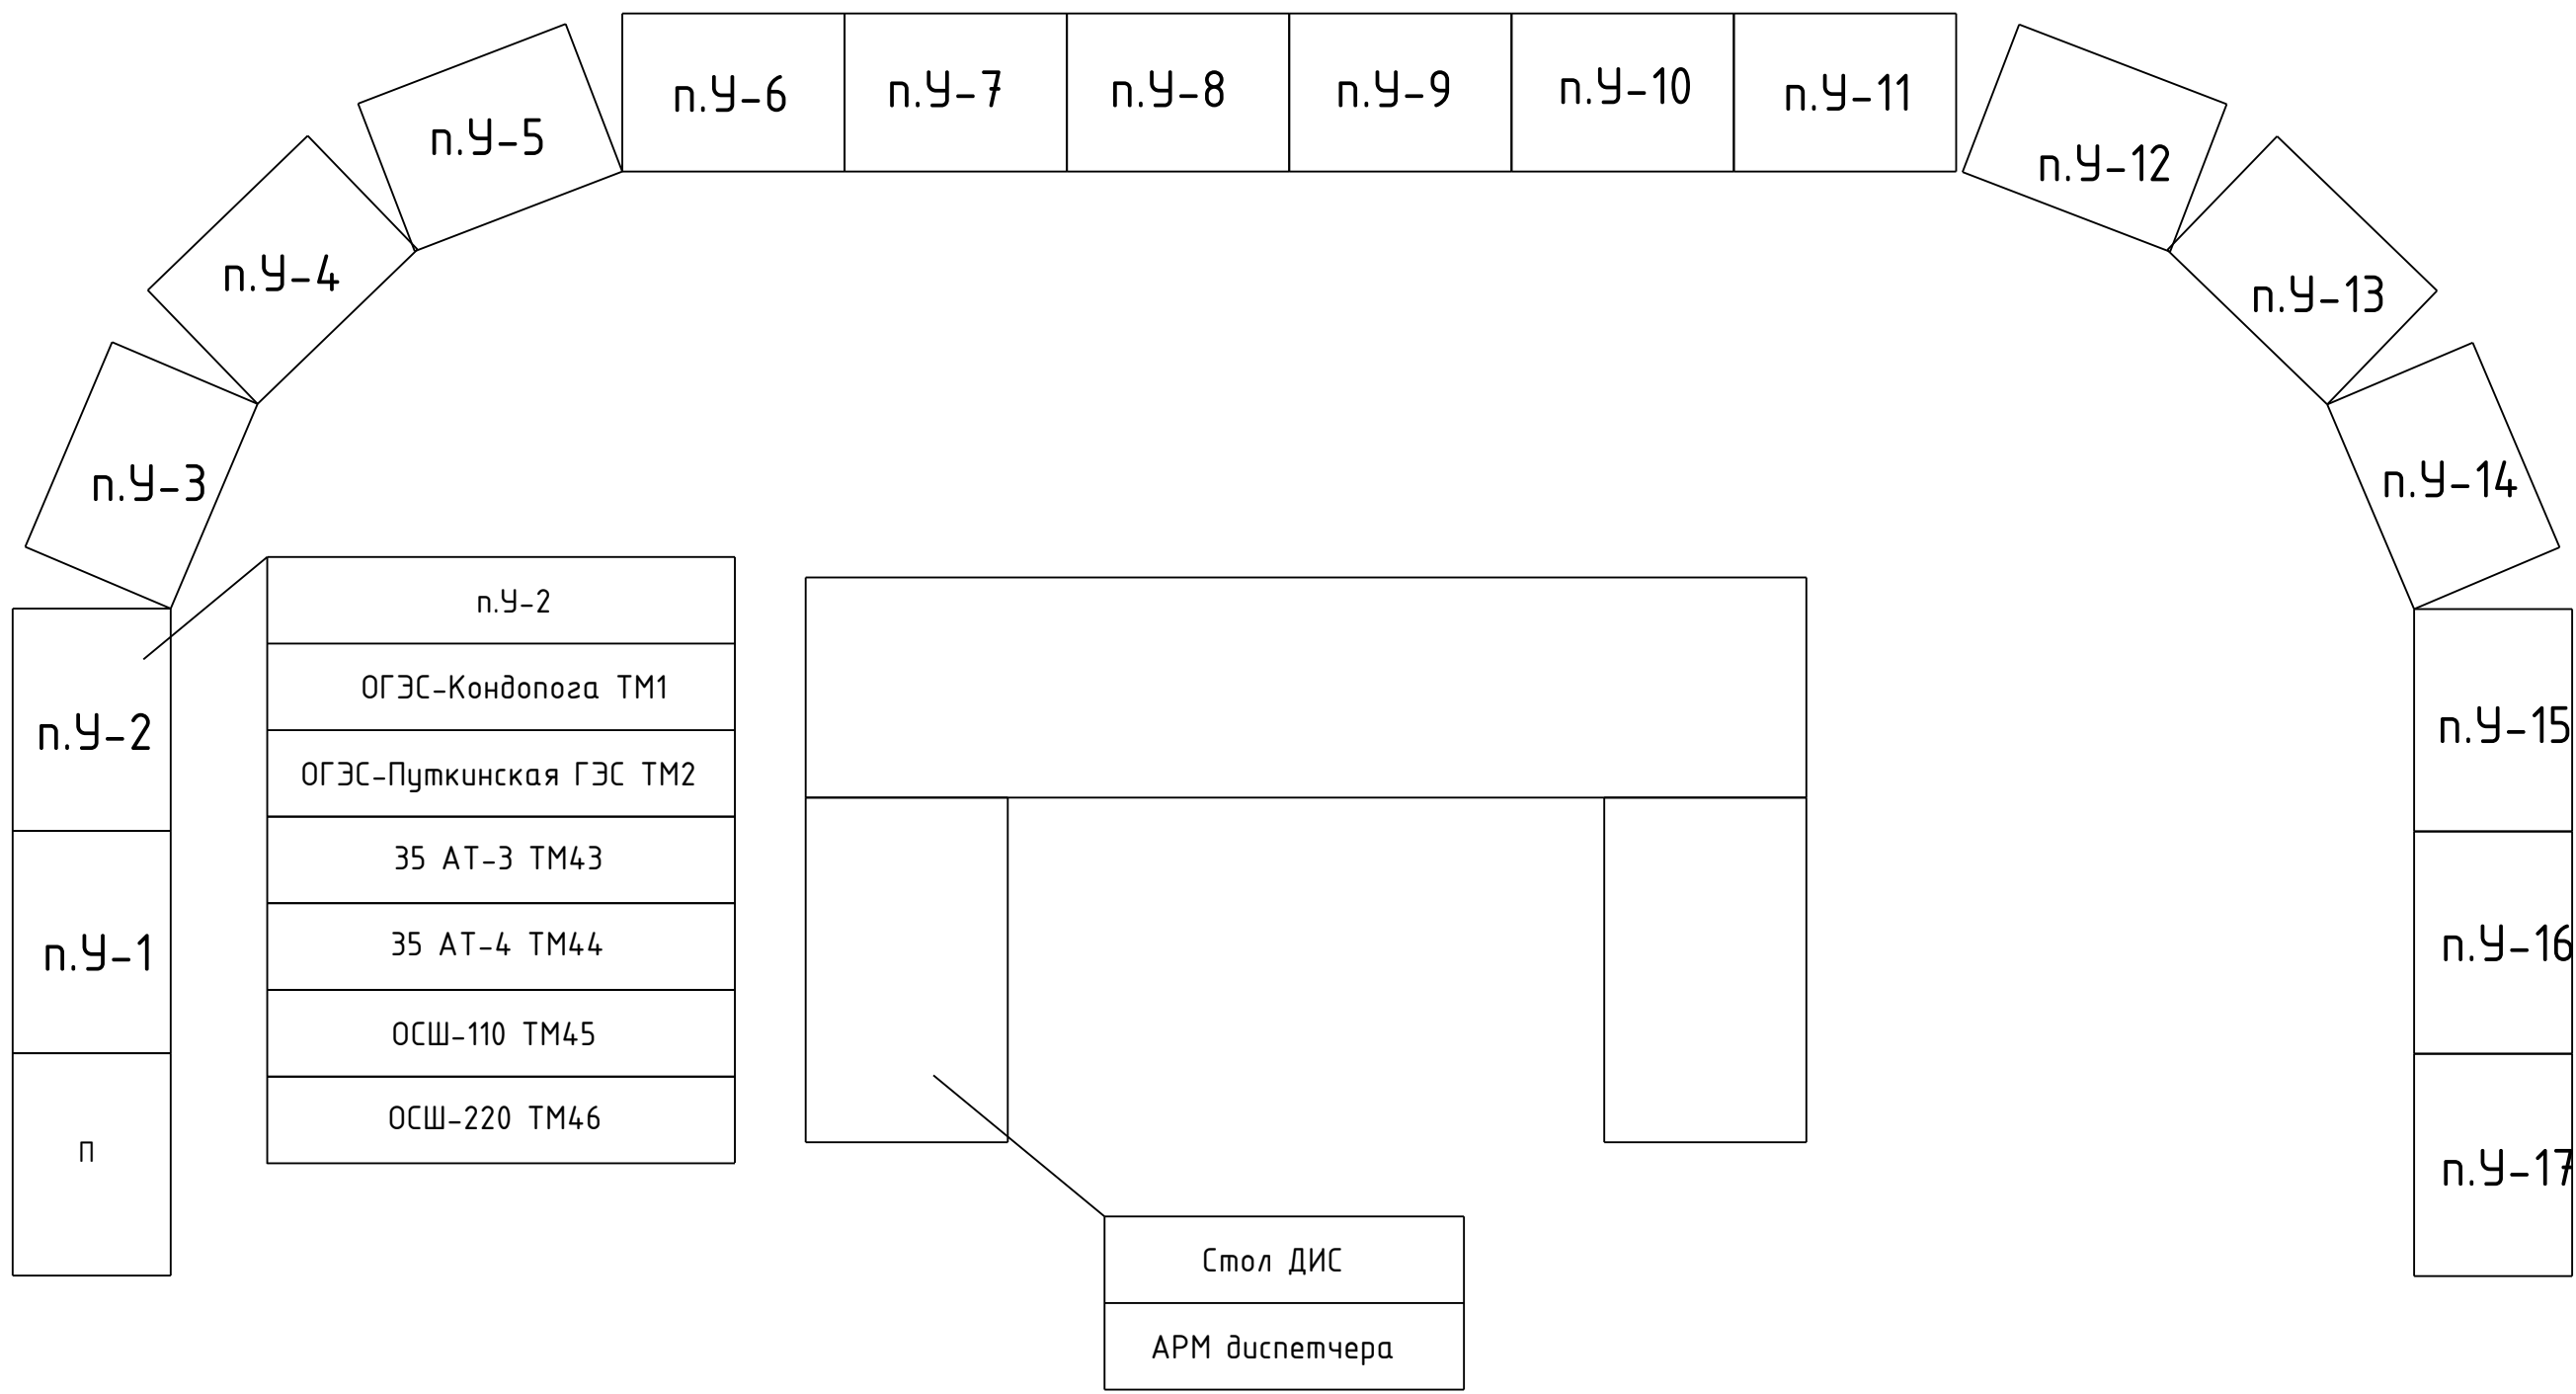 п.У-6
п.У-7
п.У-8
п.У-9
п.У-10
п.У-11
п.У-5
п.У-12
п.У-4
п.У-13
п.У-3
п.У-14
п.У-2
п.У-1
П
п.У-2
ОГЭС-Кондопога ТМ1
ОГЭС-Путкинская ГЭС ТМ2
35 АТ-3 ТМ43
35 АТ-4 ТМ44
ОСШ-110 ТМ45
ОСШ-220 ТМ46
п.У-15
п.У-16
п.У-17
Стол ДИС
АРМ диспетчера